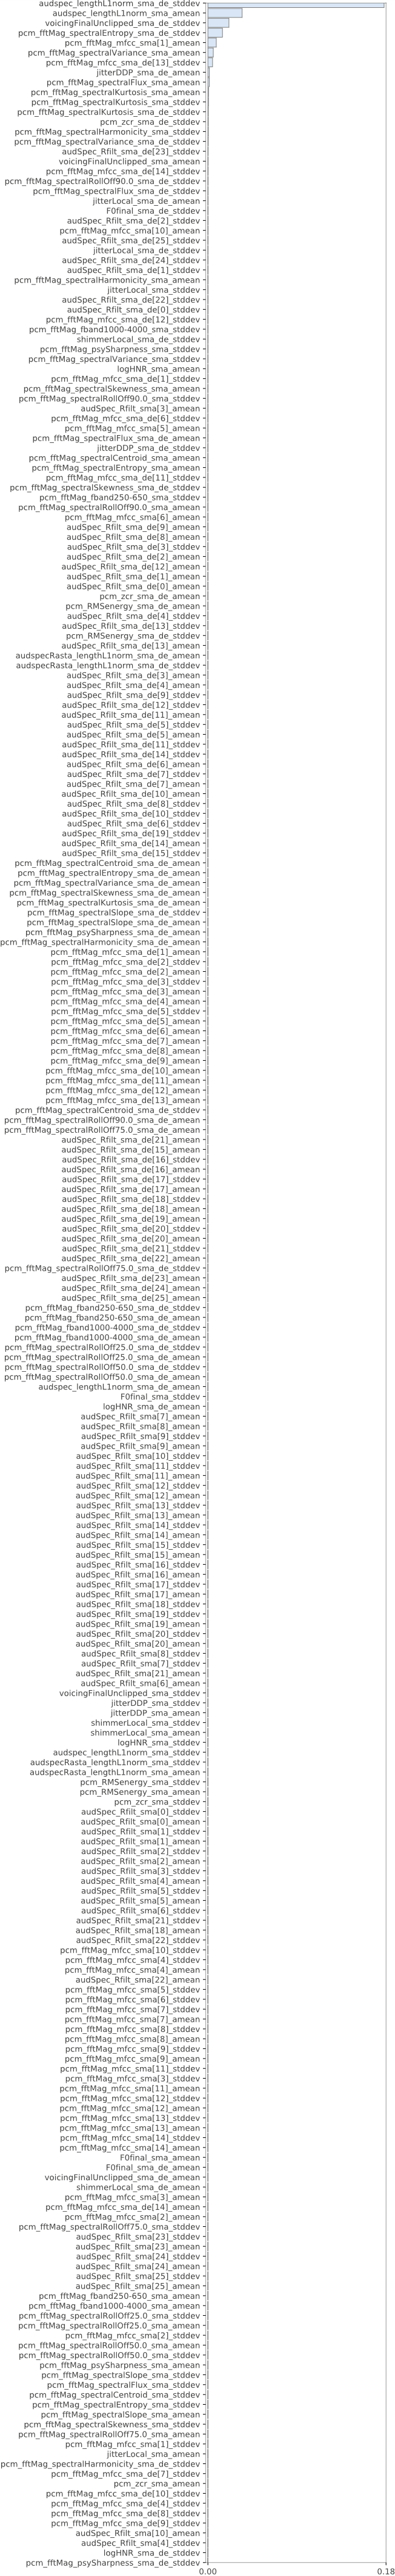 audspec_lengthL1norm_sma_de_stddev
audspec_lengthL1norm_sma_amean
voicingFinalUnclipped_sma_stddev
pcm_fftMag_spectralEntropy_sma_de_stddev
pcm_fftMag_mfcc_sma[1]_amean
pcm_fftMag_spectralVariance_sma_amean
pcm_fftMag_mfcc_sma_de[13]_stddev
jitterDDP_sma_de_amean
pcm_fftMag_spectralFlux_sma_amean
pcm_fftMag_spectralKurtosis_sma_amean
pcm_fftMag_spectralKurtosis_sma_stddev
pcm_fftMag_spectralKurtosis_sma_de_stddev
pcm_zcr_sma_de_stddev
pcm_fftMag_spectralHarmonicity_sma_stddev
pcm_fftMag_spectralVariance_sma_de_stddev
audSpec_Rfilt_sma_de[23]_stddev
voicingFinalUnclipped_sma_amean
pcm_fftMag_mfcc_sma_de[14]_stddev
pcm_fftMag_spectralRollOff90.0_sma_de_stddev
pcm_fftMag_spectralFlux_sma_de_stddev
jitterLocal_sma_de_amean
F0final_sma_de_stddev
audSpec_Rfilt_sma_de[2]_stddev
pcm_fftMag_mfcc_sma[10]_amean
audSpec_Rfilt_sma_de[25]_stddev
jitterLocal_sma_de_stddev
audSpec_Rfilt_sma_de[24]_stddev
audSpec_Rfilt_sma_de[1]_stddev
pcm_fftMag_spectralHarmonicity_sma_amean
jitterLocal_sma_stddev
audSpec_Rfilt_sma_de[22]_stddev
audSpec_Rfilt_sma_de[0]_stddev
pcm_fftMag_mfcc_sma_de[12]_stddev
pcm_fftMag_fband1000-4000_sma_stddev
shimmerLocal_sma_de_stddev
pcm_fftMag_psySharpness_sma_stddev
pcm_fftMag_spectralVariance_sma_stddev
logHNR_sma_amean
pcm_fftMag_mfcc_sma_de[1]_stddev
pcm_fftMag_spectralSkewness_sma_amean
pcm_fftMag_spectralRollOff90.0_sma_stddev
audSpec_Rfilt_sma[3]_amean
pcm_fftMag_mfcc_sma_de[6]_stddev
pcm_fftMag_mfcc_sma[5]_amean
pcm_fftMag_spectralFlux_sma_de_amean
jitterDDP_sma_de_stddev
pcm_fftMag_spectralCentroid_sma_amean
pcm_fftMag_spectralEntropy_sma_amean
pcm_fftMag_mfcc_sma_de[11]_stddev
pcm_fftMag_spectralSkewness_sma_de_stddev
pcm_fftMag_fband250-650_sma_stddev
pcm_fftMag_spectralRollOff90.0_sma_amean
pcm_fftMag_mfcc_sma[6]_amean
audSpec_Rfilt_sma_de[9]_amean
audSpec_Rfilt_sma_de[8]_amean
audSpec_Rfilt_sma_de[3]_stddev
audSpec_Rfilt_sma_de[2]_amean
audSpec_Rfilt_sma_de[12]_amean
audSpec_Rfilt_sma_de[1]_amean
audSpec_Rfilt_sma_de[0]_amean
pcm_zcr_sma_de_amean
pcm_RMSenergy_sma_de_amean
audSpec_Rfilt_sma_de[4]_stddev
audSpec_Rfilt_sma_de[13]_stddev
pcm_RMSenergy_sma_de_stddev
audSpec_Rfilt_sma_de[13]_amean
audspecRasta_lengthL1norm_sma_de_amean
audspecRasta_lengthL1norm_sma_de_stddev
audSpec_Rfilt_sma_de[3]_amean
audSpec_Rfilt_sma_de[4]_amean
audSpec_Rfilt_sma_de[9]_stddev
audSpec_Rfilt_sma_de[12]_stddev
audSpec_Rfilt_sma_de[11]_amean
audSpec_Rfilt_sma_de[5]_stddev
audSpec_Rfilt_sma_de[5]_amean
audSpec_Rfilt_sma_de[11]_stddev
audSpec_Rfilt_sma_de[14]_stddev
audSpec_Rfilt_sma_de[6]_amean
audSpec_Rfilt_sma_de[7]_stddev
audSpec_Rfilt_sma_de[7]_amean
audSpec_Rfilt_sma_de[10]_amean
audSpec_Rfilt_sma_de[8]_stddev
audSpec_Rfilt_sma_de[10]_stddev
audSpec_Rfilt_sma_de[6]_stddev
audSpec_Rfilt_sma_de[19]_stddev
audSpec_Rfilt_sma_de[14]_amean
audSpec_Rfilt_sma_de[15]_stddev
pcm_fftMag_spectralCentroid_sma_de_amean
pcm_fftMag_spectralEntropy_sma_de_amean
pcm_fftMag_spectralVariance_sma_de_amean
pcm_fftMag_spectralSkewness_sma_de_amean
pcm_fftMag_spectralKurtosis_sma_de_amean
pcm_fftMag_spectralSlope_sma_de_stddev
pcm_fftMag_spectralSlope_sma_de_amean
pcm_fftMag_psySharpness_sma_de_amean
pcm_fftMag_spectralHarmonicity_sma_de_amean
pcm_fftMag_mfcc_sma_de[1]_amean
pcm_fftMag_mfcc_sma_de[2]_stddev
pcm_fftMag_mfcc_sma_de[2]_amean
pcm_fftMag_mfcc_sma_de[3]_stddev
pcm_fftMag_mfcc_sma_de[3]_amean
pcm_fftMag_mfcc_sma_de[4]_amean
pcm_fftMag_mfcc_sma_de[5]_stddev
pcm_fftMag_mfcc_sma_de[5]_amean
pcm_fftMag_mfcc_sma_de[6]_amean
pcm_fftMag_mfcc_sma_de[7]_amean
pcm_fftMag_mfcc_sma_de[8]_amean
pcm_fftMag_mfcc_sma_de[9]_amean
pcm_fftMag_mfcc_sma_de[10]_amean
pcm_fftMag_mfcc_sma_de[11]_amean
pcm_fftMag_mfcc_sma_de[12]_amean
pcm_fftMag_mfcc_sma_de[13]_amean
pcm_fftMag_spectralCentroid_sma_de_stddev
pcm_fftMag_spectralRollOff90.0_sma_de_amean
pcm_fftMag_spectralRollOff75.0_sma_de_amean
audSpec_Rfilt_sma_de[21]_amean
audSpec_Rfilt_sma_de[15]_amean
audSpec_Rfilt_sma_de[16]_stddev
audSpec_Rfilt_sma_de[16]_amean
audSpec_Rfilt_sma_de[17]_stddev
audSpec_Rfilt_sma_de[17]_amean
audSpec_Rfilt_sma_de[18]_stddev
audSpec_Rfilt_sma_de[18]_amean
audSpec_Rfilt_sma_de[19]_amean
audSpec_Rfilt_sma_de[20]_stddev
audSpec_Rfilt_sma_de[20]_amean
audSpec_Rfilt_sma_de[21]_stddev
audSpec_Rfilt_sma_de[22]_amean
pcm_fftMag_spectralRollOff75.0_sma_de_stddev
audSpec_Rfilt_sma_de[23]_amean
audSpec_Rfilt_sma_de[24]_amean
audSpec_Rfilt_sma_de[25]_amean
pcm_fftMag_fband250-650_sma_de_stddev
pcm_fftMag_fband250-650_sma_de_amean
pcm_fftMag_fband1000-4000_sma_de_stddev
pcm_fftMag_fband1000-4000_sma_de_amean
pcm_fftMag_spectralRollOff25.0_sma_de_stddev
pcm_fftMag_spectralRollOff25.0_sma_de_amean
pcm_fftMag_spectralRollOff50.0_sma_de_stddev
pcm_fftMag_spectralRollOff50.0_sma_de_amean
audspec_lengthL1norm_sma_de_amean
F0final_sma_stddev
logHNR_sma_de_amean
audSpec_Rfilt_sma[7]_amean
audSpec_Rfilt_sma[8]_amean
audSpec_Rfilt_sma[9]_stddev
audSpec_Rfilt_sma[9]_amean
audSpec_Rfilt_sma[10]_stddev
audSpec_Rfilt_sma[11]_stddev
audSpec_Rfilt_sma[11]_amean
audSpec_Rfilt_sma[12]_stddev
audSpec_Rfilt_sma[12]_amean
audSpec_Rfilt_sma[13]_stddev
audSpec_Rfilt_sma[13]_amean
audSpec_Rfilt_sma[14]_stddev
audSpec_Rfilt_sma[14]_amean
audSpec_Rfilt_sma[15]_stddev
audSpec_Rfilt_sma[15]_amean
audSpec_Rfilt_sma[16]_stddev
audSpec_Rfilt_sma[16]_amean
audSpec_Rfilt_sma[17]_stddev
audSpec_Rfilt_sma[17]_amean
audSpec_Rfilt_sma[18]_stddev
audSpec_Rfilt_sma[19]_stddev
audSpec_Rfilt_sma[19]_amean
audSpec_Rfilt_sma[20]_stddev
audSpec_Rfilt_sma[20]_amean
audSpec_Rfilt_sma[8]_stddev
audSpec_Rfilt_sma[7]_stddev
audSpec_Rfilt_sma[21]_amean
audSpec_Rfilt_sma[6]_amean
voicingFinalUnclipped_sma_de_stddev
jitterDDP_sma_stddev
jitterDDP_sma_amean
shimmerLocal_sma_stddev
shimmerLocal_sma_amean
logHNR_sma_stddev
audspec_lengthL1norm_sma_stddev
audspecRasta_lengthL1norm_sma_stddev
audspecRasta_lengthL1norm_sma_amean
pcm_RMSenergy_sma_stddev
pcm_RMSenergy_sma_amean
pcm_zcr_sma_stddev
audSpec_Rfilt_sma[0]_stddev
audSpec_Rfilt_sma[0]_amean
audSpec_Rfilt_sma[1]_stddev
audSpec_Rfilt_sma[1]_amean
audSpec_Rfilt_sma[2]_stddev
audSpec_Rfilt_sma[2]_amean
audSpec_Rfilt_sma[3]_stddev
audSpec_Rfilt_sma[4]_amean
audSpec_Rfilt_sma[5]_stddev
audSpec_Rfilt_sma[5]_amean
audSpec_Rfilt_sma[6]_stddev
audSpec_Rfilt_sma[21]_stddev
audSpec_Rfilt_sma[18]_amean
audSpec_Rfilt_sma[22]_stddev
pcm_fftMag_mfcc_sma[10]_stddev
pcm_fftMag_mfcc_sma[4]_stddev
pcm_fftMag_mfcc_sma[4]_amean
audSpec_Rfilt_sma[22]_amean
pcm_fftMag_mfcc_sma[5]_stddev
pcm_fftMag_mfcc_sma[6]_stddev
pcm_fftMag_mfcc_sma[7]_stddev
pcm_fftMag_mfcc_sma[7]_amean
pcm_fftMag_mfcc_sma[8]_stddev
pcm_fftMag_mfcc_sma[8]_amean
pcm_fftMag_mfcc_sma[9]_stddev
pcm_fftMag_mfcc_sma[9]_amean
pcm_fftMag_mfcc_sma[11]_stddev
pcm_fftMag_mfcc_sma[3]_stddev
pcm_fftMag_mfcc_sma[11]_amean
pcm_fftMag_mfcc_sma[12]_stddev
pcm_fftMag_mfcc_sma[12]_amean
pcm_fftMag_mfcc_sma[13]_stddev
pcm_fftMag_mfcc_sma[13]_amean
pcm_fftMag_mfcc_sma[14]_stddev
pcm_fftMag_mfcc_sma[14]_amean
F0final_sma_amean
F0final_sma_de_amean
voicingFinalUnclipped_sma_de_amean
shimmerLocal_sma_de_amean
pcm_fftMag_mfcc_sma[3]_amean
pcm_fftMag_mfcc_sma_de[14]_amean
pcm_fftMag_mfcc_sma[2]_amean
pcm_fftMag_spectralRollOff75.0_sma_stddev
audSpec_Rfilt_sma[23]_stddev
audSpec_Rfilt_sma[23]_amean
audSpec_Rfilt_sma[24]_stddev
audSpec_Rfilt_sma[24]_amean
audSpec_Rfilt_sma[25]_stddev
audSpec_Rfilt_sma[25]_amean
pcm_fftMag_fband250-650_sma_amean
pcm_fftMag_fband1000-4000_sma_amean
pcm_fftMag_spectralRollOff25.0_sma_stddev
pcm_fftMag_spectralRollOff25.0_sma_amean
pcm_fftMag_mfcc_sma[2]_stddev
pcm_fftMag_spectralRollOff50.0_sma_stddev
pcm_fftMag_spectralRollOff50.0_sma_amean
pcm_fftMag_psySharpness_sma_amean
pcm_fftMag_spectralSlope_sma_stddev
pcm_fftMag_spectralFlux_sma_stddev
pcm_fftMag_spectralCentroid_sma_stddev
pcm_fftMag_spectralEntropy_sma_stddev
pcm_fftMag_spectralSlope_sma_amean
pcm_fftMag_spectralSkewness_sma_stddev
pcm_fftMag_spectralRollOff75.0_sma_amean
pcm_fftMag_mfcc_sma[1]_stddev
jitterLocal_sma_amean
pcm_fftMag_spectralHarmonicity_sma_de_stddev
pcm_fftMag_mfcc_sma_de[7]_stddev
pcm_zcr_sma_amean
pcm_fftMag_mfcc_sma_de[10]_stddev
pcm_fftMag_mfcc_sma_de[4]_stddev
pcm_fftMag_mfcc_sma_de[8]_stddev
pcm_fftMag_mfcc_sma_de[9]_stddev
audSpec_Rfilt_sma[10]_amean
audSpec_Rfilt_sma[4]_stddev
logHNR_sma_de_stddev
pcm_fftMag_psySharpness_sma_de_stddev
0.00 0.18